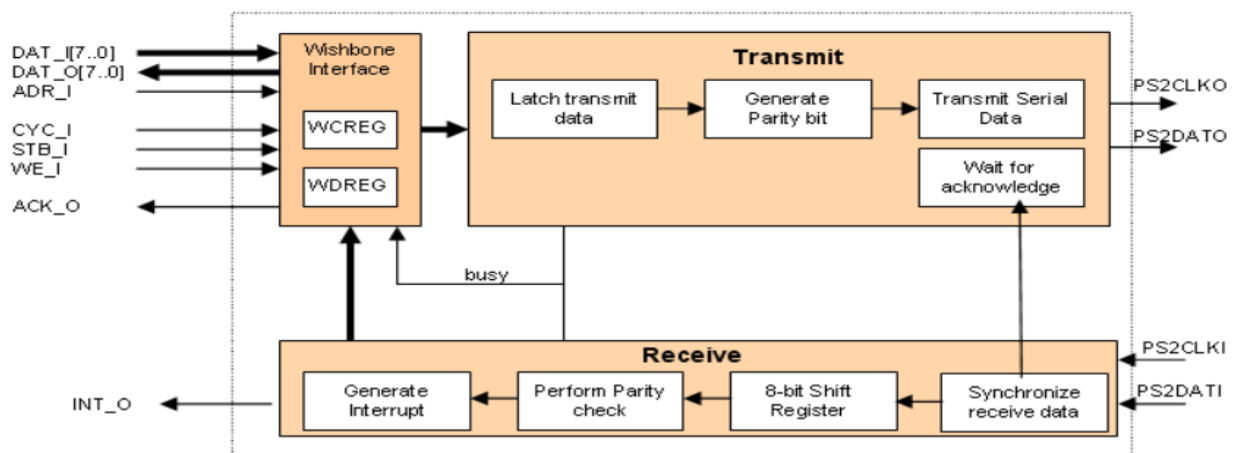 DAT_I[7..0]
DAT_O[7..0]
ADR_I
CYC_I
STB_I
WE_I
ACK_O
INT_O
Wishbone
Interface
WCREG
WDREG
Transmit
Latch transmit
data
Generate
Parity bit
Transmit Serial
Data
Wait for
acknowledge
PS2CLKO
PS2DATO
busy
Receive
Generate
Interrupt
Perform Parity
check
8-bit Shift
Register
Synchronize
receive data
PS2CLKI
PS2DATI